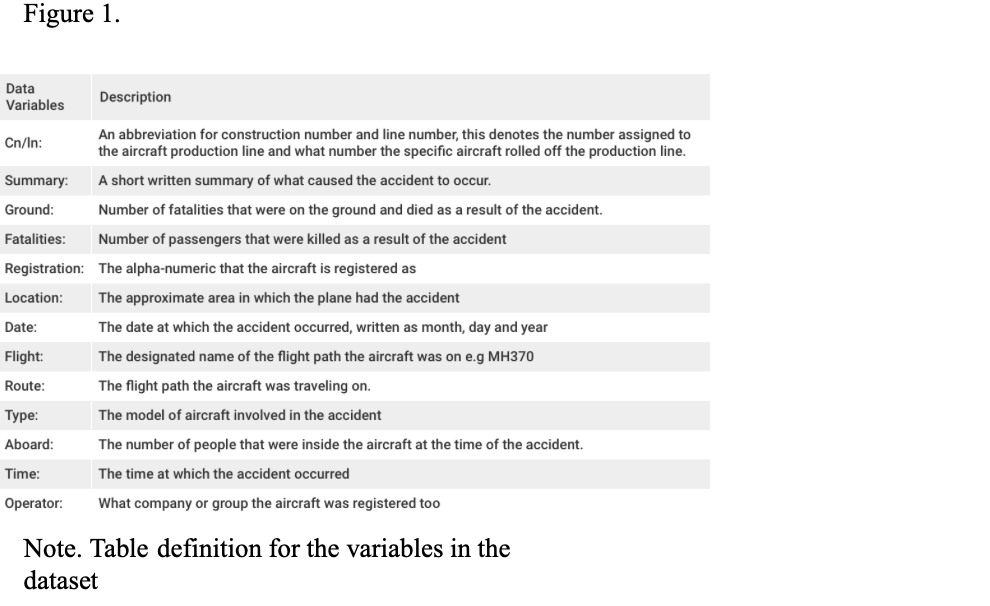 Figure 1.
Data Variables Description
Cn/ln: An abbreviation for construction number and line number, this denotes the number assigned to
the aircraft production line and what number the specific aircraft rolled off the production line.
Summary: A short written summary of what caused the accident to occur.
Ground: Number of fatalities that were on the ground and died as a result of the accident.
Fatalities: Number of passengers that were killed as a result of the accident
Registration: The alpha-numeric that the aircraft is registered as
Location: The approximate area in which the plane had the accident
Date: The date at which the accident occurred, written as month, day and year
Flight: The designated name of the flight path the aircraft was on e.g MH370
Route: The flight path the aircraft was traveling on.
Type: The model of aircraft involved in the accident
Aboard: The number of people that were inside the aircraft at the time of the accident.
Time: The time at which the accident occurred
Operator: What company or group the aircraft was registered too
Note. Table definition for the variables in the
dataset